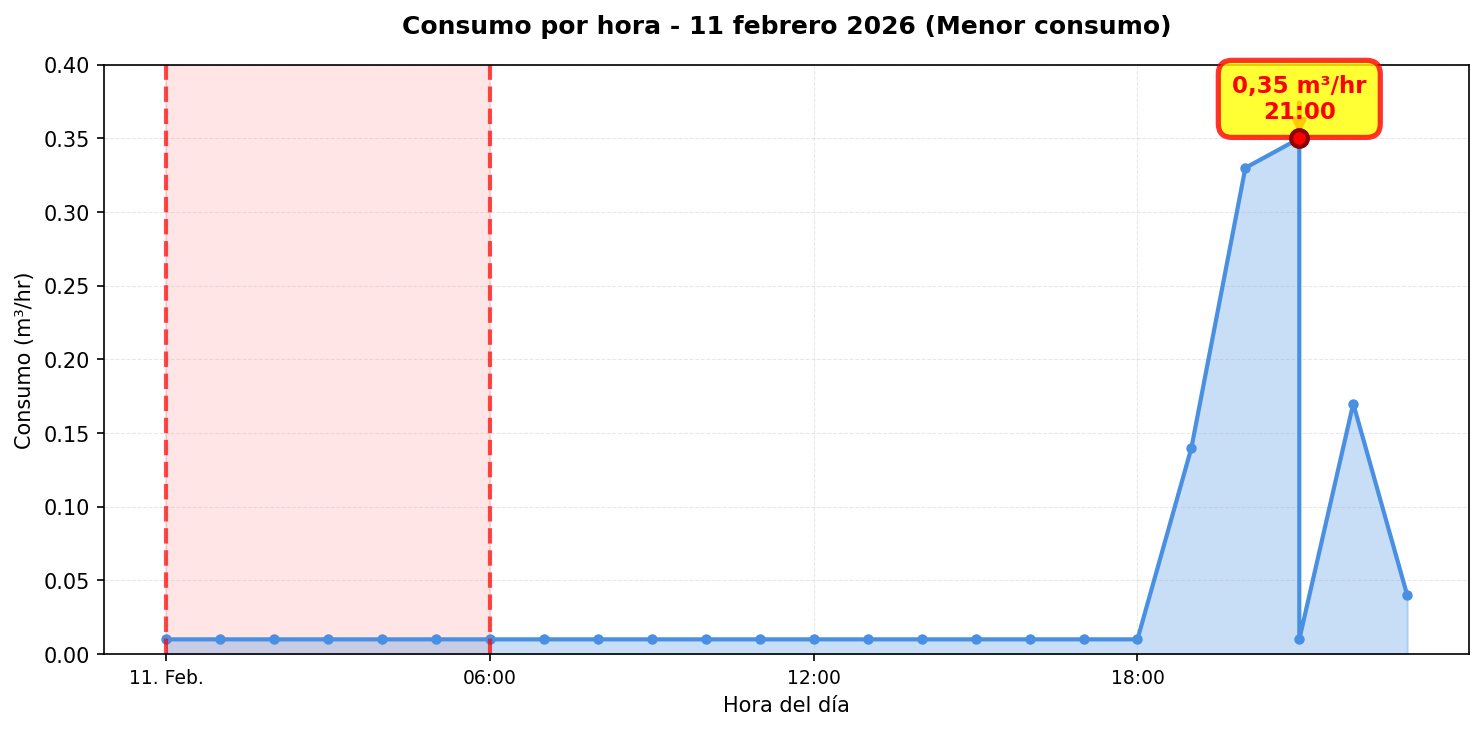 Consumo por hora - 11 febrero 2026 (Menor consumo)
0,35 m³/hr
21:00
Consumo (m³/hr)
0.40
0.35
0.30
0.25
0.20
0.15
0.10
0.05
0.00
11. Feb.
06:00
12:00
18:00
Hora del día